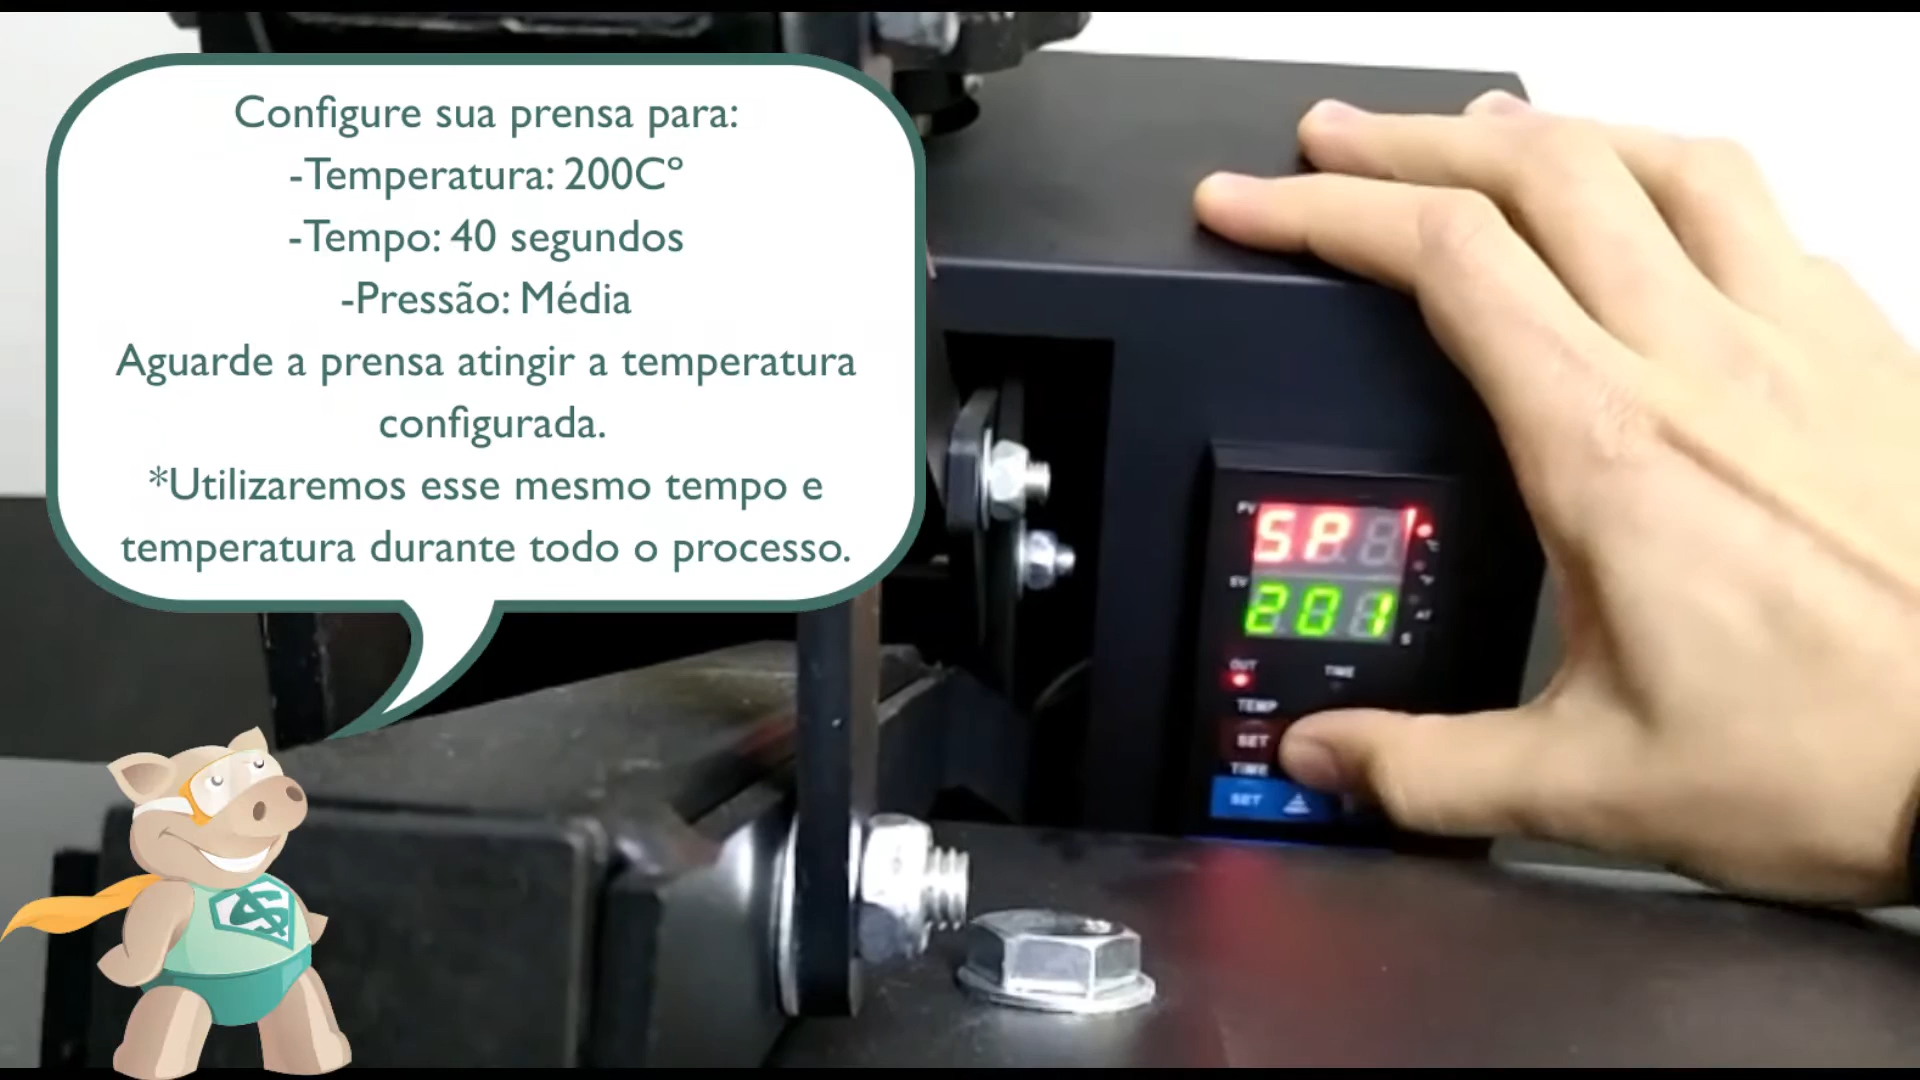 Configure sua prensa para:
-Temperatura: 200Cº
-Tempo: 40 segundos
-Pressão: Média
Aguarde a prensa atingir a temperatura
configurada.
*Utilizaremos esse mesmo tempo e
temperatura durante todo o processo.
PV
SP
SV
201
OUT
TIME
TEMP
SET
TIME
SET